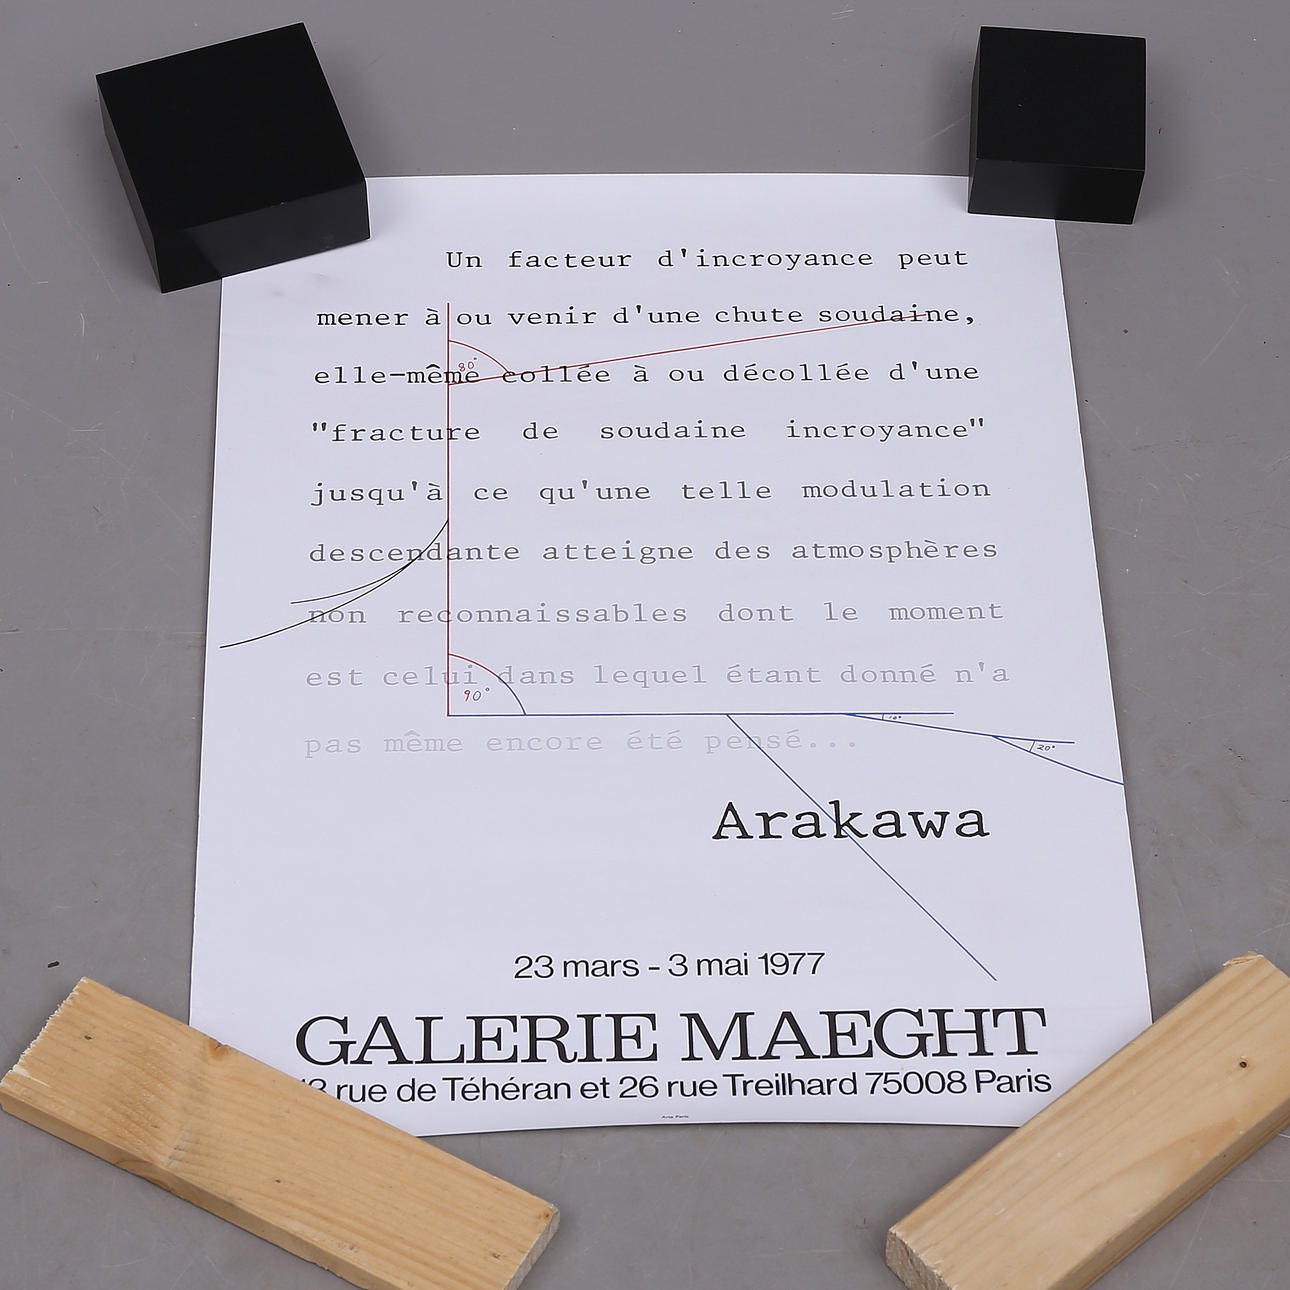 Un facteur d'incroyance peut
mener à ou venir d'une chute soudaine,
80°
elle-même collée à ou décollée d'une
"fracture de soudaine incroyance"
jusqu'à ce qu'une telle modulation
descendante atteigne des atmosphères
non reconnaissables dont le moment
est celui dans lequel étant donné n'a
90°
pas même encore été pensé...
20°
Arakawa
23 mars - 3 mai 1977
GALERIE MAEGHT
rue de Téhéran et 26 rue Treilhard 75008 Paris